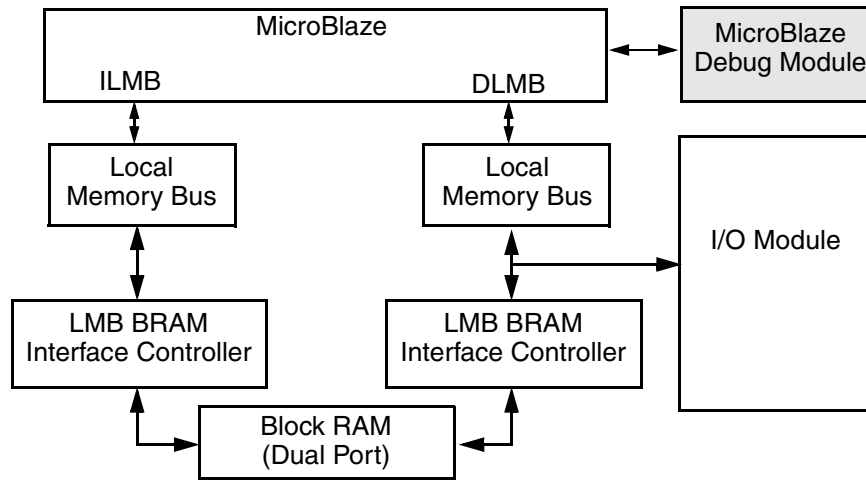 MicroBlaze
ILMB
DLMB
MicroBlaze
Debug Module
Local
Memory Bus
Local
Memory Bus
I/O Module
LMB BRAM
Interface Controller
LMB BRAM
Interface Controller
Block RAM
(Dual Port)